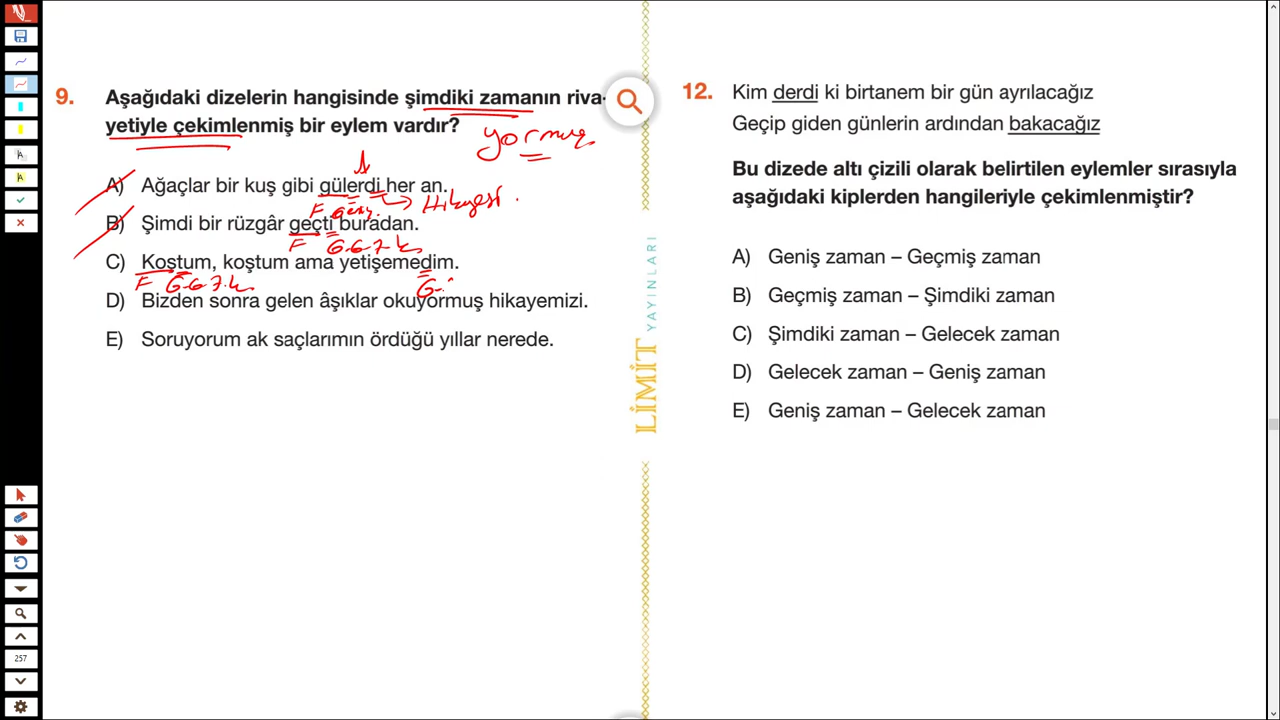 9. Aşağıdaki dizelerin hangisinde şimdiki zamanın riva-
yetiyle çekimlenmiş bir eylem vardır?
yormuş
A) Ağaçlar bir kuş gibi gülerdi her an.
F geniş Hikayesi
B) Şimdi bir rüzgâr geçti buradan.
F G.G.Z.k
C) Koştum, koştum ama yetişemedim.
F G.G.Z.k G.
D) Bizden sonra gelen âşıklar okuyormuş hikayemizi.
E) Soruyorum ak saçlarımın ördüğü yıllar nerede.
LİMİT YAYINLARI
12. Kim derdi ki birtanem bir gün ayrılacağız
Geçip giden günlerin ardından bakacağız
Bu dizede altı çizili olarak belirtilen eylemler sırasıyla
aşağıdaki kiplerden hangileriyle çekimlenmiştir?
A) Geniş zaman – Geçmiş zaman
B) Geçmiş zaman – Şimdiki zaman
C) Şimdiki zaman – Gelecek zaman
D) Gelecek zaman – Geniş zaman
E) Geniş zaman – Gelecek zaman
257